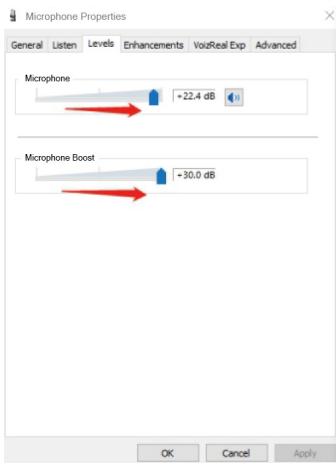 Microphone Properties
General Listen Levels Enhancements VoizReal Exp Advanced
Microphone
+22.4 dB
Microphone Boost
+30.0 dB
OK Cancel Apply